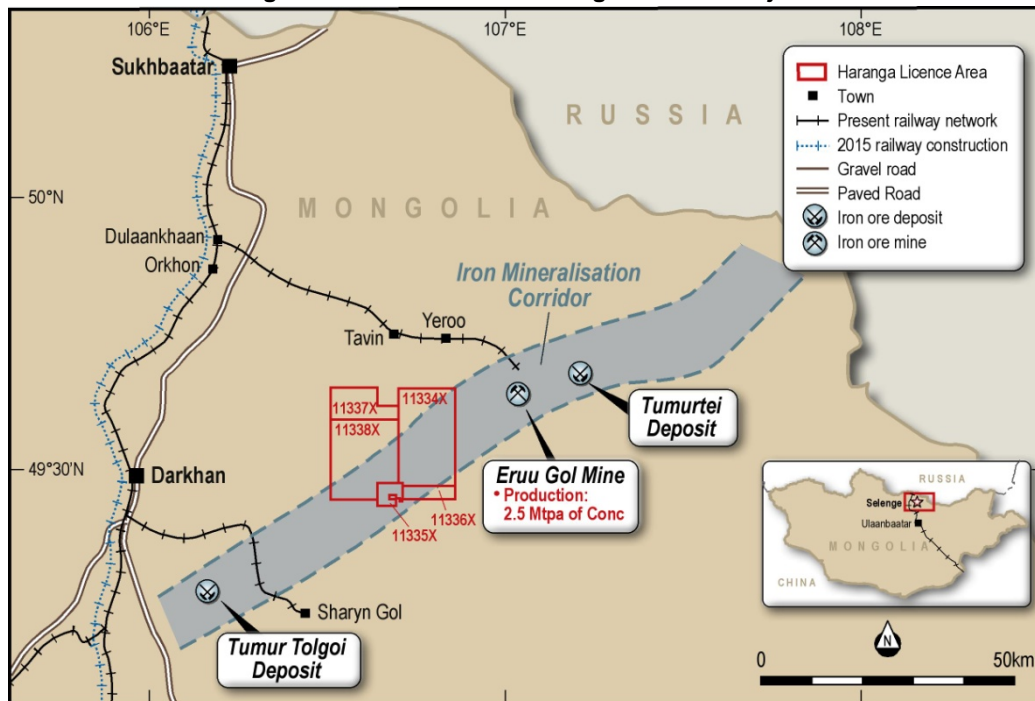 106°E
107°E
108°E
Sukhbaatar
RUSSIA
Haranga Licence Area
Town
Present railway network
2015 railway construction
Gravel road
Paved Road
Iron ore deposit
Iron ore mine
50°N
MONGOLIA
Dulaankhaan
Orkhon
Iron Mineralisation
Corridor
Tavin
Yeroo
11337X
11334X
11338X
Tumurtei
Deposit
49°30'N
Darkhan
Eruu Gol Mine
• Production:
2.5 Mtpa of Conc
11336X
11335X
RUSSIA
Selenge
Ulaanbaatar
MONGOLIA
CHINA
Sharyn Gol
Tumur Tolgoi
Deposit
N
0
50km